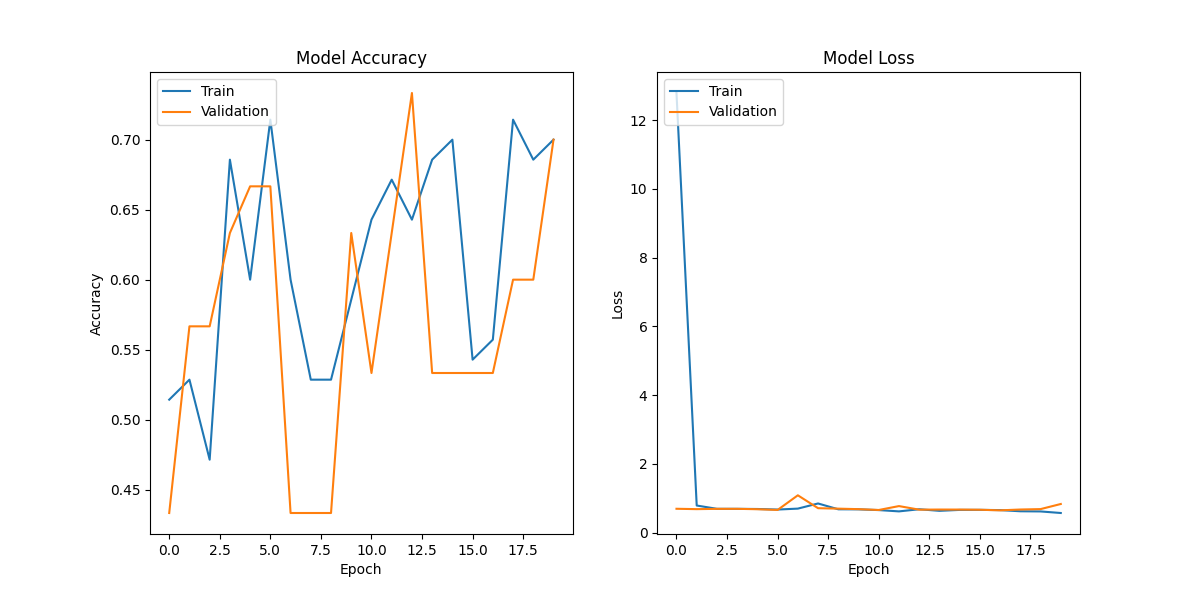 Model Accuracy
Train
Validation
0.70
0.65
0.60
0.55
0.50
0.45
Accuracy
0.0 2.5 5.0 7.5 10.0 12.5 15.0 17.5
Epoch
Model Loss
Train
Validation
12
10
8
6
4
2
0
Loss
0.0 2.5 5.0 7.5 10.0 12.5 15.0 17.5
Epoch